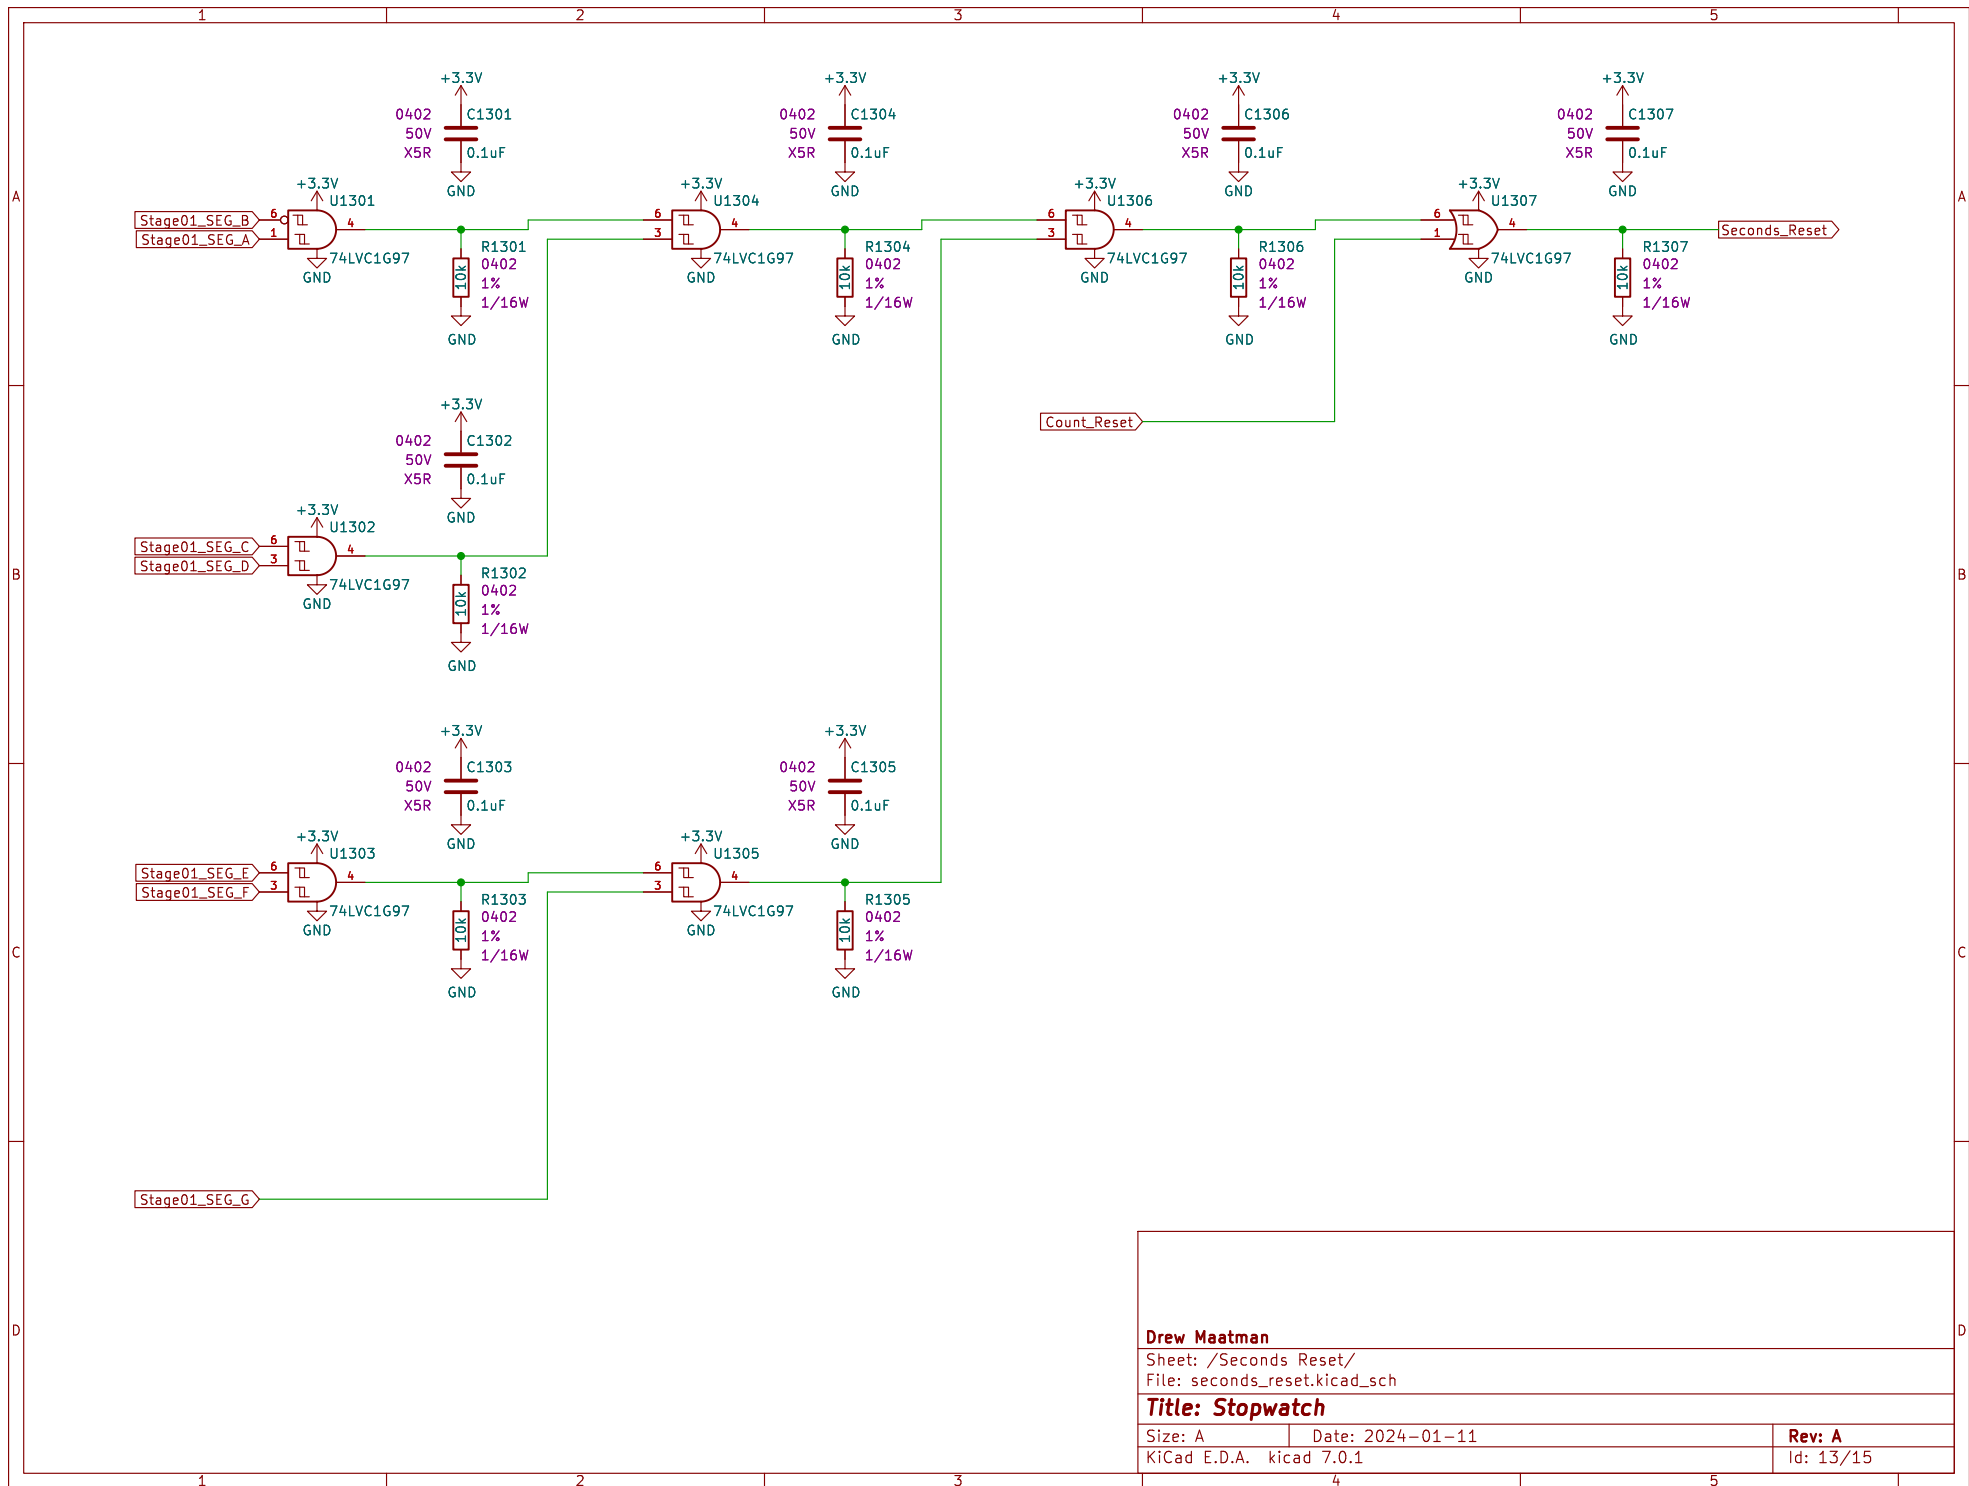 1 2 3 4 5
A
B
C
D
A
B
C
D
+3.3V
0402 C1301
50V
X5R 0.1uF
GND
+3.3V
U1301
Stage01_SEG_B 6
Stage01_SEG_A 1
4
74LVC1G97
GND
R1301
10k
0402
1%
1/16W
GND
+3.3V
0402 C1304
50V
X5R 0.1uF
GND
+3.3V
U1304
6
3
4
74LVC1G97
GND
R1304
10k
0402
1%
1/16W
GND
+3.3V
0402 C1306
50V
X5R 0.1uF
GND
+3.3V
U1306
6
3
4
74LVC1G97
GND
R1306
10k
0402
1%
1/16W
GND
+3.3V
0402 C1307
50V
X5R 0.1uF
GND
+3.3V
U1307
6
1
4
74LVC1G97
GND
Seconds_Reset
R1307
10k
0402
1%
1/16W
GND
Count_Reset
+3.3V
0402 C1302
50V
X5R 0.1uF
GND
+3.3V
U1302
Stage01_SEG_C 6
Stage01_SEG_D 3
4
74LVC1G97
GND
R1302
10k
0402
1%
1/16W
GND
+3.3V
0402 C1303
50V
X5R 0.1uF
GND
+3.3V
U1303
Stage01_SEG_E 6
Stage01_SEG_F 3
4
74LVC1G97
GND
R1303
10k
0402
1%
1/16W
GND
+3.3V
0402 C1305
50V
X5R 0.1uF
GND
+3.3V
U1305
6
3
4
74LVC1G97
GND
R1305
10k
0402
1%
1/16W
GND
Stage01_SEG_G
Drew Maatman
Sheet: /Seconds Reset/
File: seconds_reset.kicad_sch
Title: Stopwatch
Size: A Date: 2024-01-11 Rev: A
KiCad E.D.A. kicad 7.0.1 Id: 13/15
1 2 3 4 5